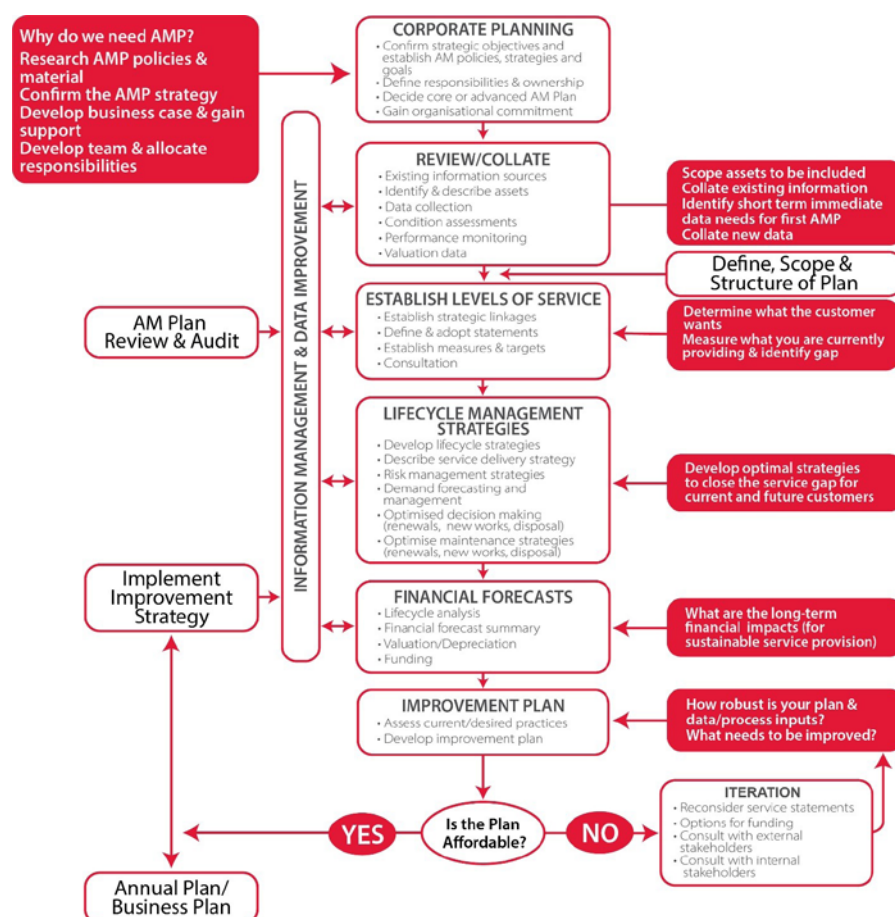 Why do we need AMP?
Research AMP policies &
material
Confirm the AMP strategy
Develop business case & gain
support
Develop team & allocate
responsibilities
CORPORATE PLANNING
• Confirm strategic objectives and
establish AM policies, strategies and
goals
• Define responsibilities & ownership
• Decide core or advanced AM Plan
• Gain organisational commitment
INFORMATION MANAGEMENT & DATA IMPROVEMENT
REVIEW/COLLATE
• Existing information sources
• Identify & describe assets
• Data collection
• Condition assessments
• Performance monitoring
• Valuation data
Scope assets to be included
Collate existing information
Identify short term immediate
data needs for first AMP
Collate new data
Define, Scope &
Structure of Plan
AM Plan
Review & Audit
ESTABLISH LEVELS OF SERVICE
• Establish strategic linkages
• Define & adopt statements
• Establish measures & targets
• Consultation
Determine what the customer
wants
Measure what you are currently
providing & identify gap
LIFECYCLE MANAGEMENT
STRATEGIES
• Develop lifecycle strategies
• Describe service delivery strategy
• Risk management strategies
• Demand forecasting and
management
• Optimised decision making
(renewals, new works, disposal)
• Optimise maintenance strategies
(renewals, new works, disposal)
Develop optimal strategies
to close the service gap for
current and future customers
Implement
Improvement
Strategy
FINANCIAL FORECASTS
• Lifecycle analysis
• Financial forecast summary
• Valuation/Depreciation
• Funding
What are the long-term
financial impacts (for
sustainable service provision)
IMPROVEMENT PLAN
• Assess current/desired practices
• Develop improvement plan
How robust is your plan &
data/process inputs?
What needs to be improved?
YES
Is the Plan
Affordable?
NO
ITERATION
• Reconsider service statements
• Options for funding
• Consult with external
stakeholders
• Consult with internal
stakeholders
Annual Plan/
Business Plan